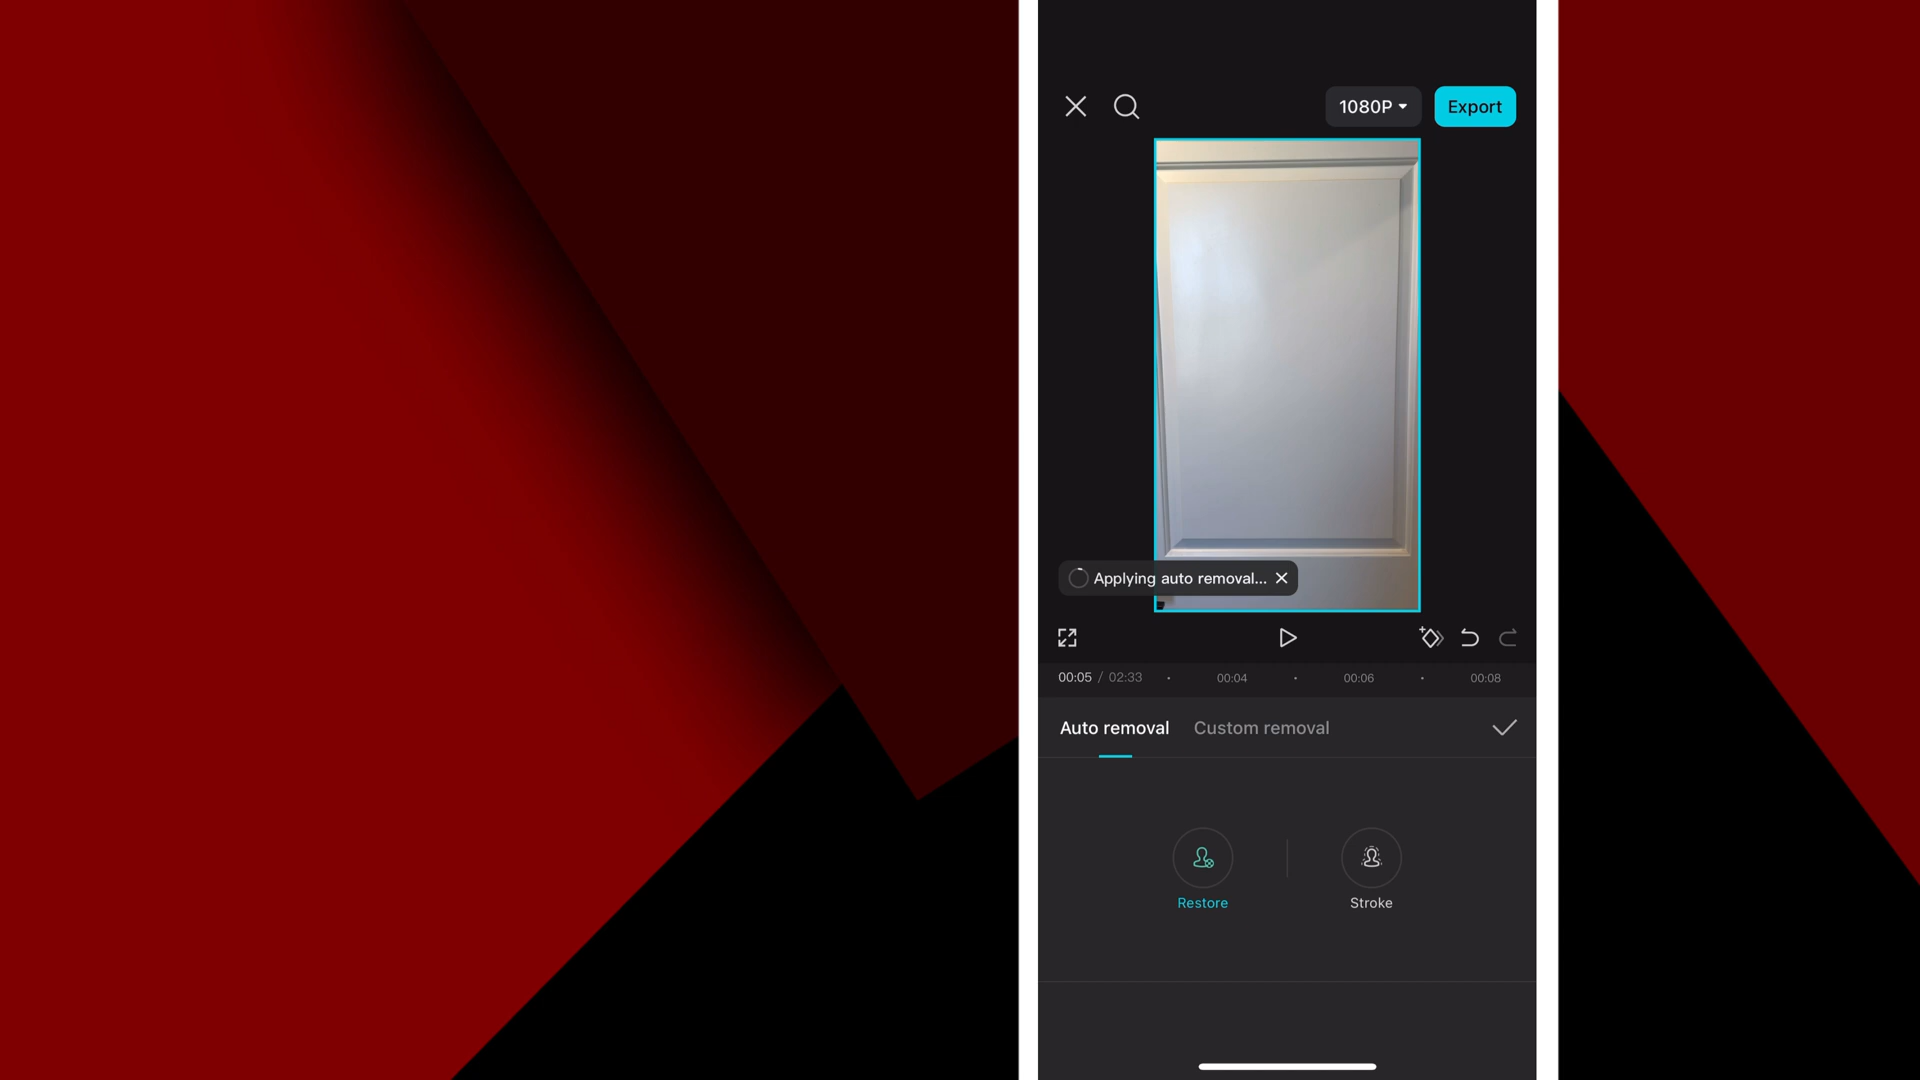 1080P
Export
Applying auto removal...
00:05 / 02:33
00:04
00:06
00:08
Auto removal
Custom removal
Restore
Stroke